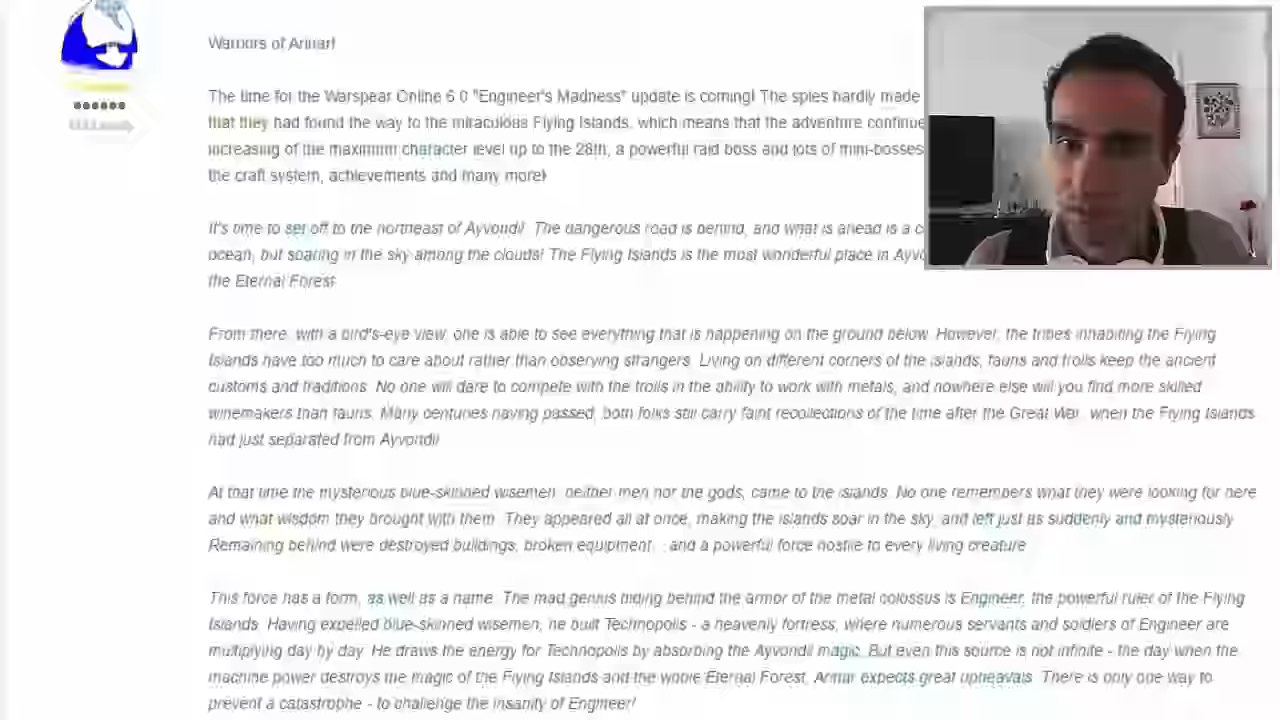 Warriors of Arinar!
The time for the Warspear Online 6.0 "Engineer's Madness" update is coming! The spies hardly made
that they had found the way to the miraculous Flying Islands, which means that the adventure continue
increasing of the maximum character level up to the 28th, a powerful raid boss and lots of mini-bosses
the craft system, achievements and many more!
It's time to set off to the northeast of Ayvondil. The dangerous road is behind, and what is ahead is a c
ocean, but soaring in the sky among the clouds! The Flying Islands is the most wonderful place in Ayvo
the Eternal Forest.
From there, with a bird's-eye view, one is able to see everything that is happening on the ground below. However, the tribes inhabiting the Flying
Islands have too much to care about rather than observing strangers. Living on different corners of the islands, fauns and trolls keep the ancient
customs and traditions. No one will dare to compete with the trolls in the ability to work with metals, and nowhere else will you find more skilled
winemakers than fauns. Many centuries having passed, both folks still carry faint recollections of the time after the Great War, when the Flying Islands
had just separated from Ayvondil.
At that time the mysterious blue-skinned wisemen, neither men nor the gods, came to the islands. No one remembers what they were looking for here
and what wisdom they brought with them. They appeared all at once, making the islands soar in the sky, and left just as suddenly and mysteriously.
Remaining behind were destroyed buildings, broken equipment... and a powerful force hostile to every living creature.
This force has a form, as well as a name. The mad genius hiding behind the armor of the metal colossus is Engineer, the powerful ruler of the Flying
Islands. Having expelled blue-skinned wisemen, he built Technopolis - a heavenly fortress, where numerous servants and soldiers of Engineer are
multiplying day by day. He draws the energy for Technopolis by absorbing the Ayvondil magic. But even this source is not infinite - the day when the
machine power destroys the magic of the Flying Islands and the whole Eternal Forest, Arinar expects great upheavals. There is only one way to
prevent a catastrophe - to challenge the insanity of Engineer!